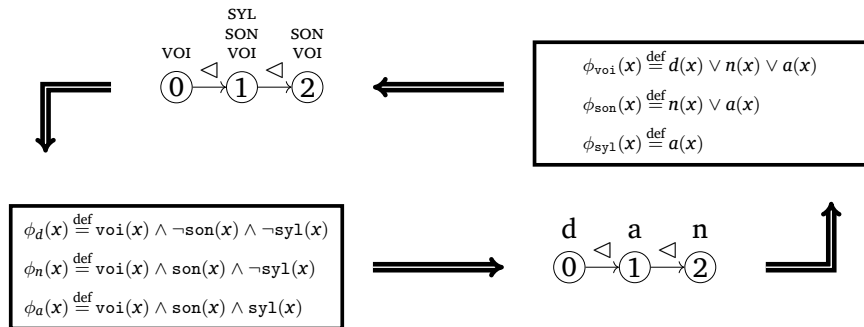 SYL
SON SON
VOI VOI VOI
◁ ◁
0 1 2
ϕvoi(x) def= d(x) ∨ n(x) ∨ a(x)
ϕson(x) def= n(x) ∨ a(x)
ϕsyl(x) def= a(x)
ϕd(x) def= voi(x) ∧ ¬son(x) ∧ ¬syl(x)
ϕn(x) def= voi(x) ∧ son(x) ∧ ¬syl(x)
ϕa(x) def= voi(x) ∧ son(x) ∧ syl(x)
d a n
◁ ◁
0 1 2